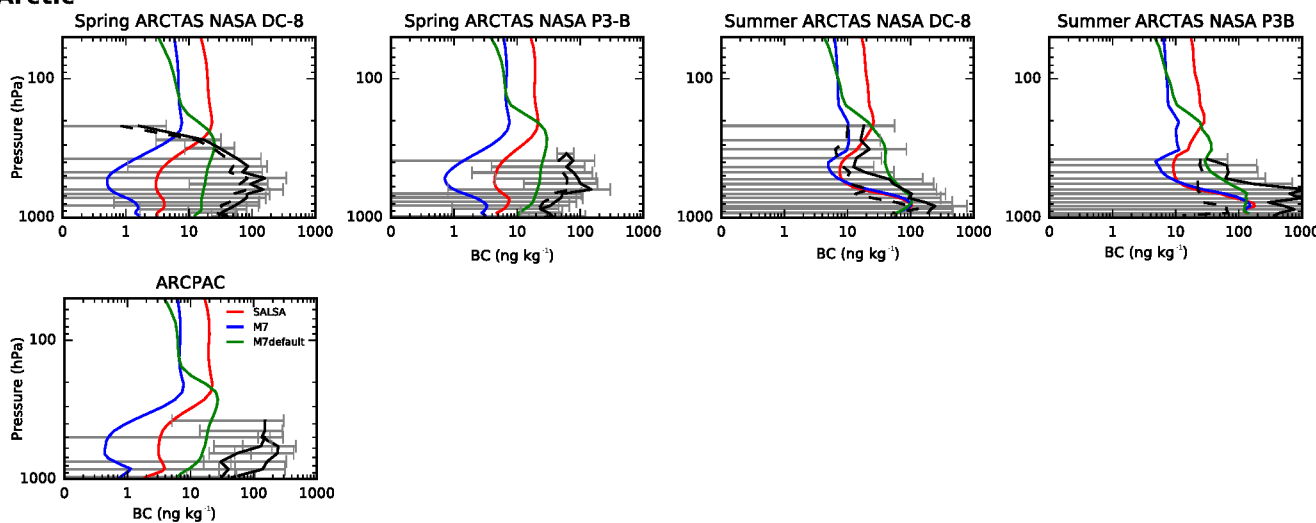 Arctic
Spring ARCTAS NASA DC-8 Spring ARCTAS NASA P3-B Summer ARCTAS NASA DC-8 Summer ARCTAS NASA P3B
Pressure (hPa)
100 100 100 100
1000 1000 1000 1000
0 1 10 100 1000 0 1 10 100 1000 0 1 10 100 1000 0 1 10 100 1000
BC (ng kg⁻¹) BC (ng kg⁻¹) BC (ng kg⁻¹)
ARCPAC
SALSA
M7
M7default
Pressure (hPa)
100
1000
0 1 10 100 1000
BC (ng kg⁻¹)